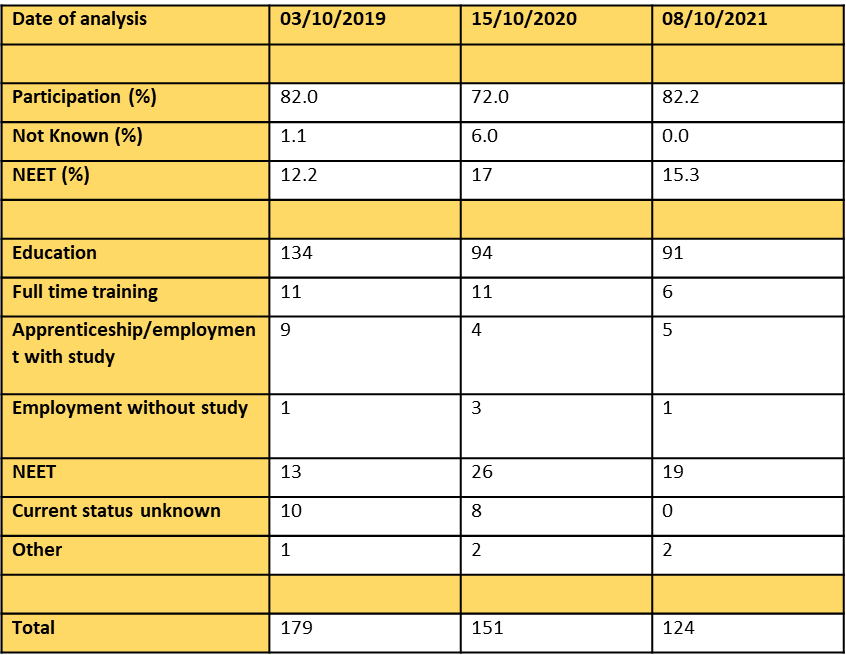 Date of analysis 03/10/2019 15/10/2020 08/10/2021
Participation (%) 82.0 72.0 82.2
Not Known (%) 1.1 6.0 0.0
NEET (%) 12.2 17 15.3
Education 134 94 91
Full time training 11 11 6
Apprenticeship/employmen 9 4 5
t with study
Employment without study 1 3 1
NEET 13 26 19
Current status unknown 10 8 0
Other 1 2 2
Total 179 151 124